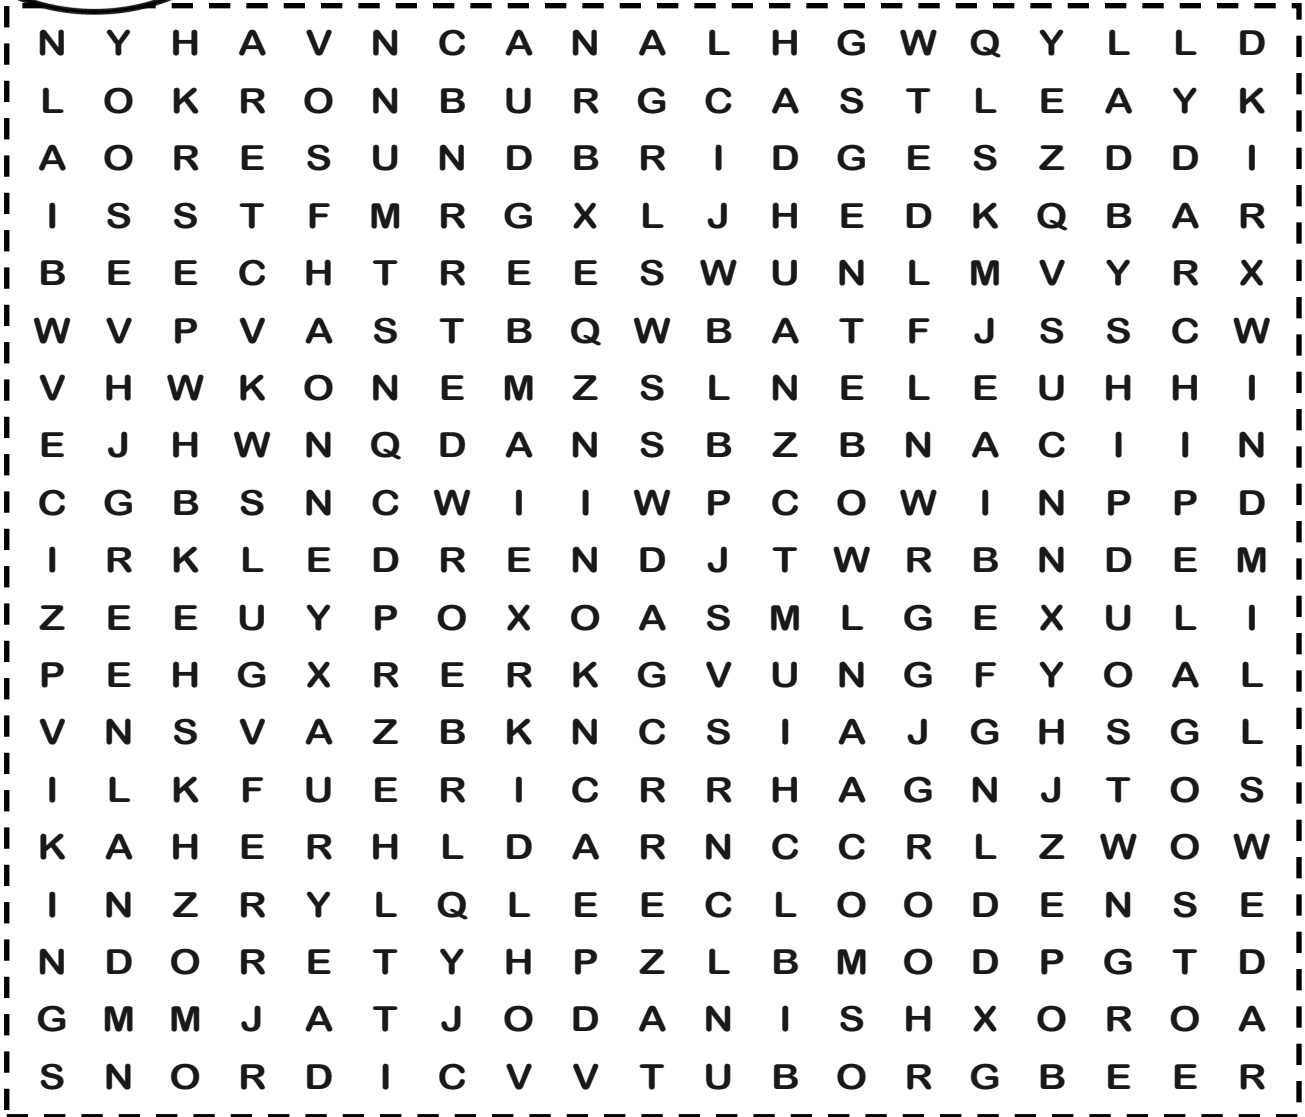 N Y H A V N C A N A L H G W Q Y L L D
L O K R O N B U R G C A S T L E A Y K
A O R E S U N D B R I D G E S Z D D I
I S S T F M R G X L J H E D K Q B A R
B E E C H T R E E S W U N L M V Y R X
W V P V A S T B Q W B A T F J S S C W
V H W K O N E M Z S L N E L E U H H I
E J H W N Q D A N S B Z B N A C I I N
C G B S N C W I I W P C O W I N P P D
I R K L E D R E N D J T W R B N D E M
Z E E U Y P O X O A S M L G E X U L I
P E H G X R E R K G V U N G F Y O A L
V N S V A Z B K N C S I A J G H S G L
I L K F U E R I C R R H A G N J T O S
K A H E R H L D A R N C C R L Z W O W
I N Z R Y L Q L E E C L O O D E N S E
N D O R E T Y H P Z L B M O D P G T D
G M M J A T J O D A N I S H X O R O A
S N O R D I C V V T U B O R G B E E R